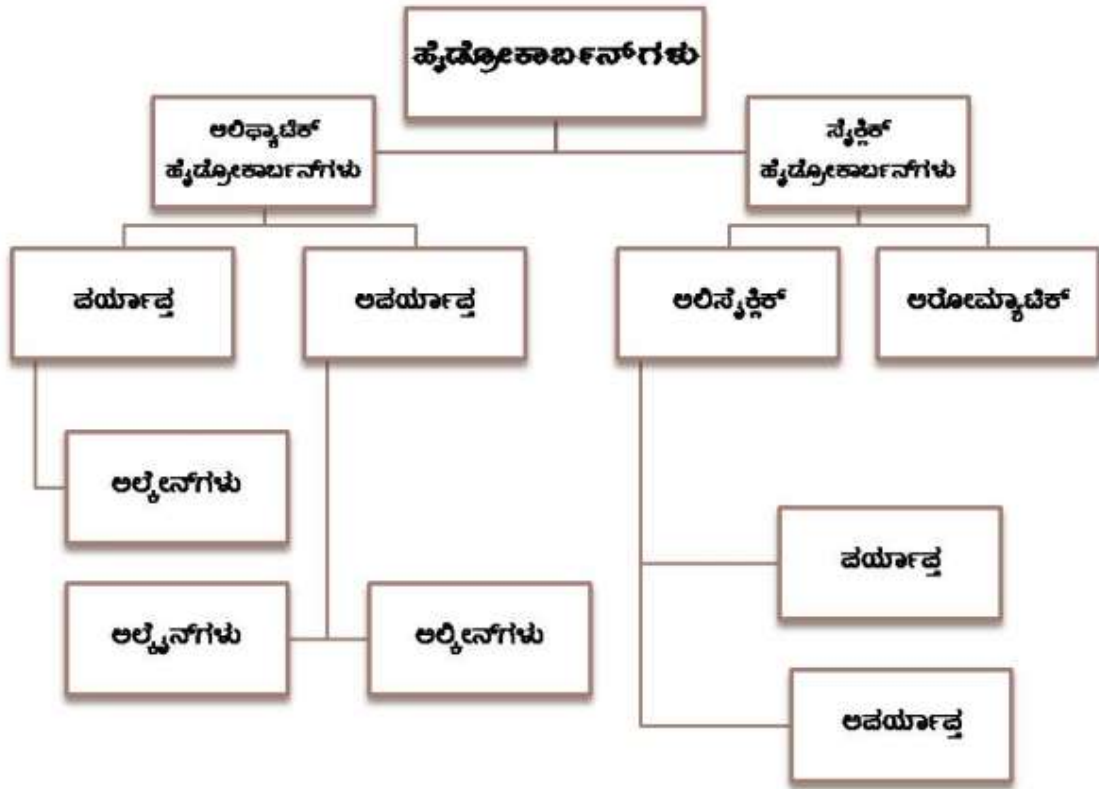 ಹೈಡ್ರೋಕಾರ್ಬನ್‌ಗಳು
ಅಲಿಫ್ಯಾಟಿಕ್
ಹೈಡ್ರೋಕಾರ್ಬನ್‌ಗಳು
ಸೈಕ್ಲಿಕ್
ಹೈಡ್ರೋಕಾರ್ಬನ್‌ಗಳು
ಪರ್ಯಾಪ್ತ
ಅಪರ್ಯಾಪ್ತ
ಅಲಿಸೈಕ್ಲಿಕ್
ಅರೋಮ್ಯಾಟಿಕ್
ಅಲ್ಕೇನ್‌ಗಳು
ಅಲ್ಕೈನ್‌ಗಳು
ಅಲ್ಕೀನ್‌ಗಳು
ಪರ್ಯಾಪ್ತ
ಅಪರ್ಯಾಪ್ತ